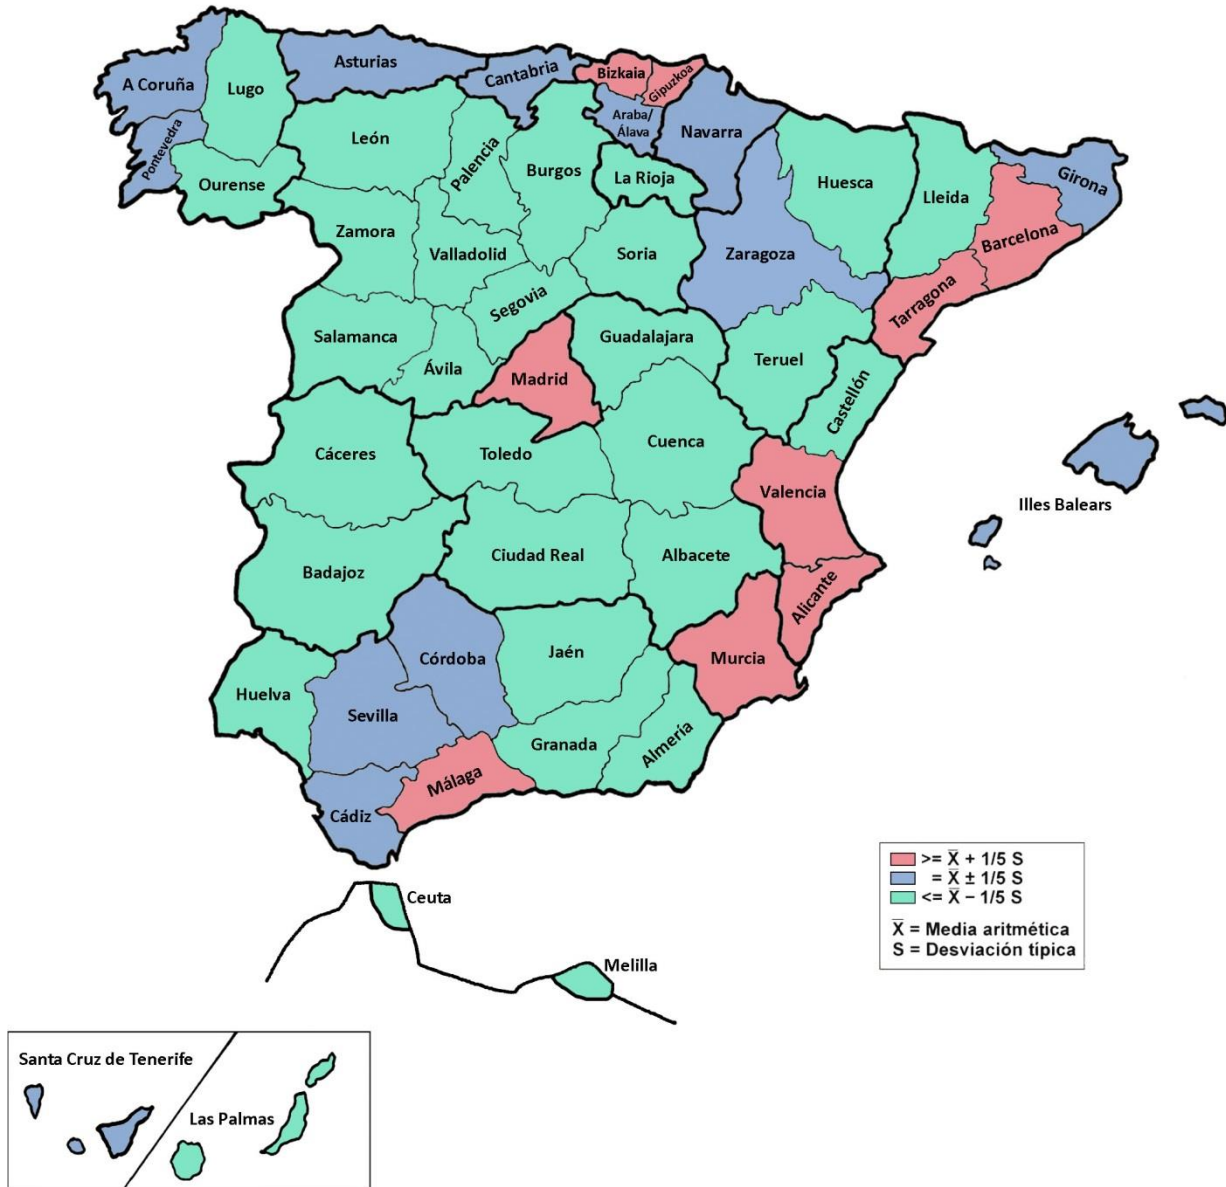 A Coruña
Lugo
Asturias
Cantabria
Bizkaia
Gipuzkoa
Araba/
Álava
Navarra
Pontevedra
Ourense
León
Palencia
Burgos
La Rioja
Huesca
Lleida
Girona
Barcelona
Tarragona
Zamora
Valladolid
Soria
Zaragoza
Segovia
Salamanca
Ávila
Madrid
Guadalajara
Teruel
Castellón
Cáceres
Toledo
Cuenca
Valencia
Illes Balears
Badajoz
Ciudad Real
Albacete
Alicante
Huelva
Sevilla
Córdoba
Jaén
Murcia
Granada
Almería
Málaga
Cádiz
Ceuta
Melilla
>= X̅ + 1/5 S
= X̅ ± 1/5 S
<= X̅ – 1/5 S
X̅ = Media aritmética
S = Desviación típica
Santa Cruz de Tenerife
Las Palmas